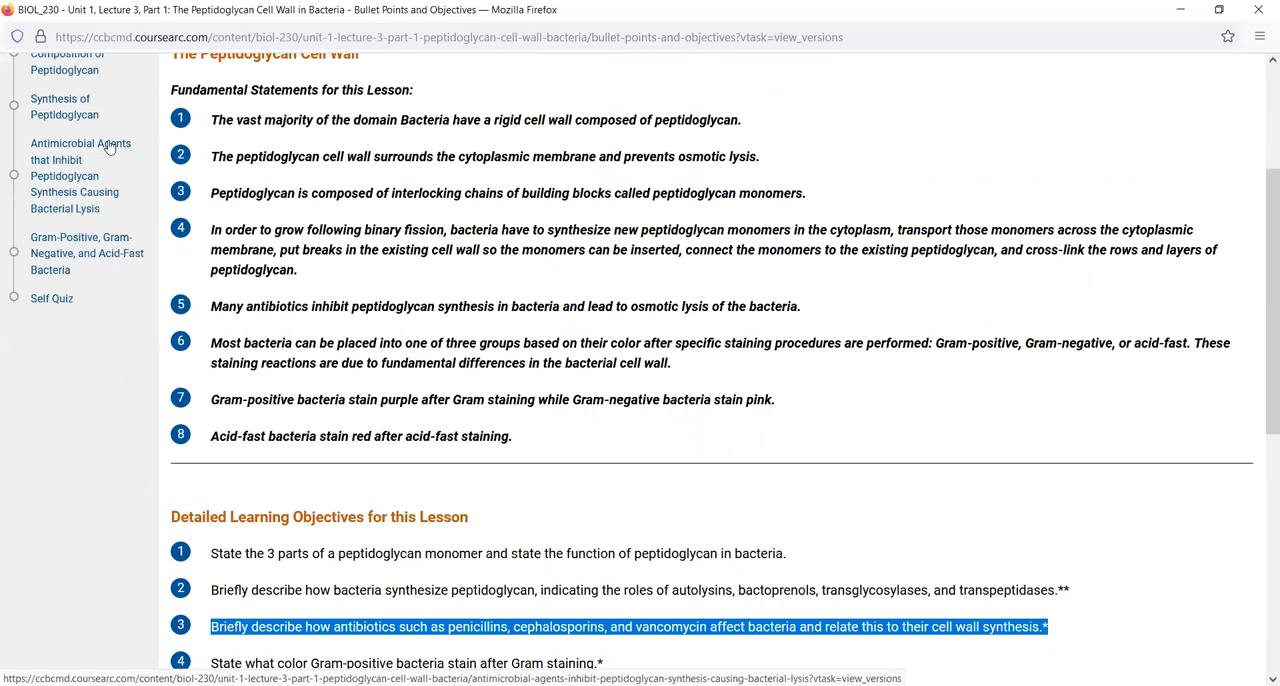 BIOL_230 - Unit 1, Lecture 3, Part 1: The Peptidoglycan Cell Wall in Bacteria - Bullet Points and Objectives — Mozilla Firefox
https://ccbcmd.coursearc.com/content/biol-230/unit-1-lecture-3-part-1-peptidoglycan-cell-wall-bacteria/bullet-points-and-objectives?vtask=view_versions
Composition of
Peptidoglycan
Synthesis of
Peptidoglycan
Antimicrobial Agents
that Inhibit
Peptidoglycan
Synthesis Causing
Bacterial Lysis
Gram-Positive, Gram-
Negative, and Acid-Fast
Bacteria
Self Quiz
The Peptidoglycan Cell Wall
Fundamental Statements for this Lesson:
1 The vast majority of the domain Bacteria have a rigid cell wall composed of peptidoglycan.
2 The peptidoglycan cell wall surrounds the cytoplasmic membrane and prevents osmotic lysis.
3 Peptidoglycan is composed of interlocking chains of building blocks called peptidoglycan monomers.
4 In order to grow following binary fission, bacteria have to synthesize new peptidoglycan monomers in the cytoplasm, transport those monomers across the cytoplasmic
membrane, put breaks in the existing cell wall so the monomers can be inserted, connect the monomers to the existing peptidoglycan, and cross-link the rows and layers of
peptidoglycan.
5 Many antibiotics inhibit peptidoglycan synthesis in bacteria and lead to osmotic lysis of the bacteria.
6 Most bacteria can be placed into one of three groups based on their color after specific staining procedures are performed: Gram-positive, Gram-negative, or acid-fast. These
staining reactions are due to fundamental differences in the bacterial cell wall.
7 Gram-positive bacteria stain purple after Gram staining while Gram-negative bacteria stain pink.
8 Acid-fast bacteria stain red after acid-fast staining.
Detailed Learning Objectives for this Lesson
1 State the 3 parts of a peptidoglycan monomer and state the function of peptidoglycan in bacteria.
2 Briefly describe how bacteria synthesize peptidoglycan, indicating the roles of autolysins, bactoprenols, transglycosylases, and transpeptidases.**
3 Briefly describe how antibiotics such as penicillins, cephalosporins, and vancomycin affect bacteria and relate this to their cell wall synthesis.*
4 State what color Gram-positive bacteria stain after Gram staining.*
https://ccbcmd.coursearc.com/content/biol-230/unit-1-lecture-3-part-1-peptidoglycan-cell-wall-bacteria/antimicrobial-agents-inhibit-peptidoglycan-synthesis-causing-bacterial-lysis?vtask=view_versions